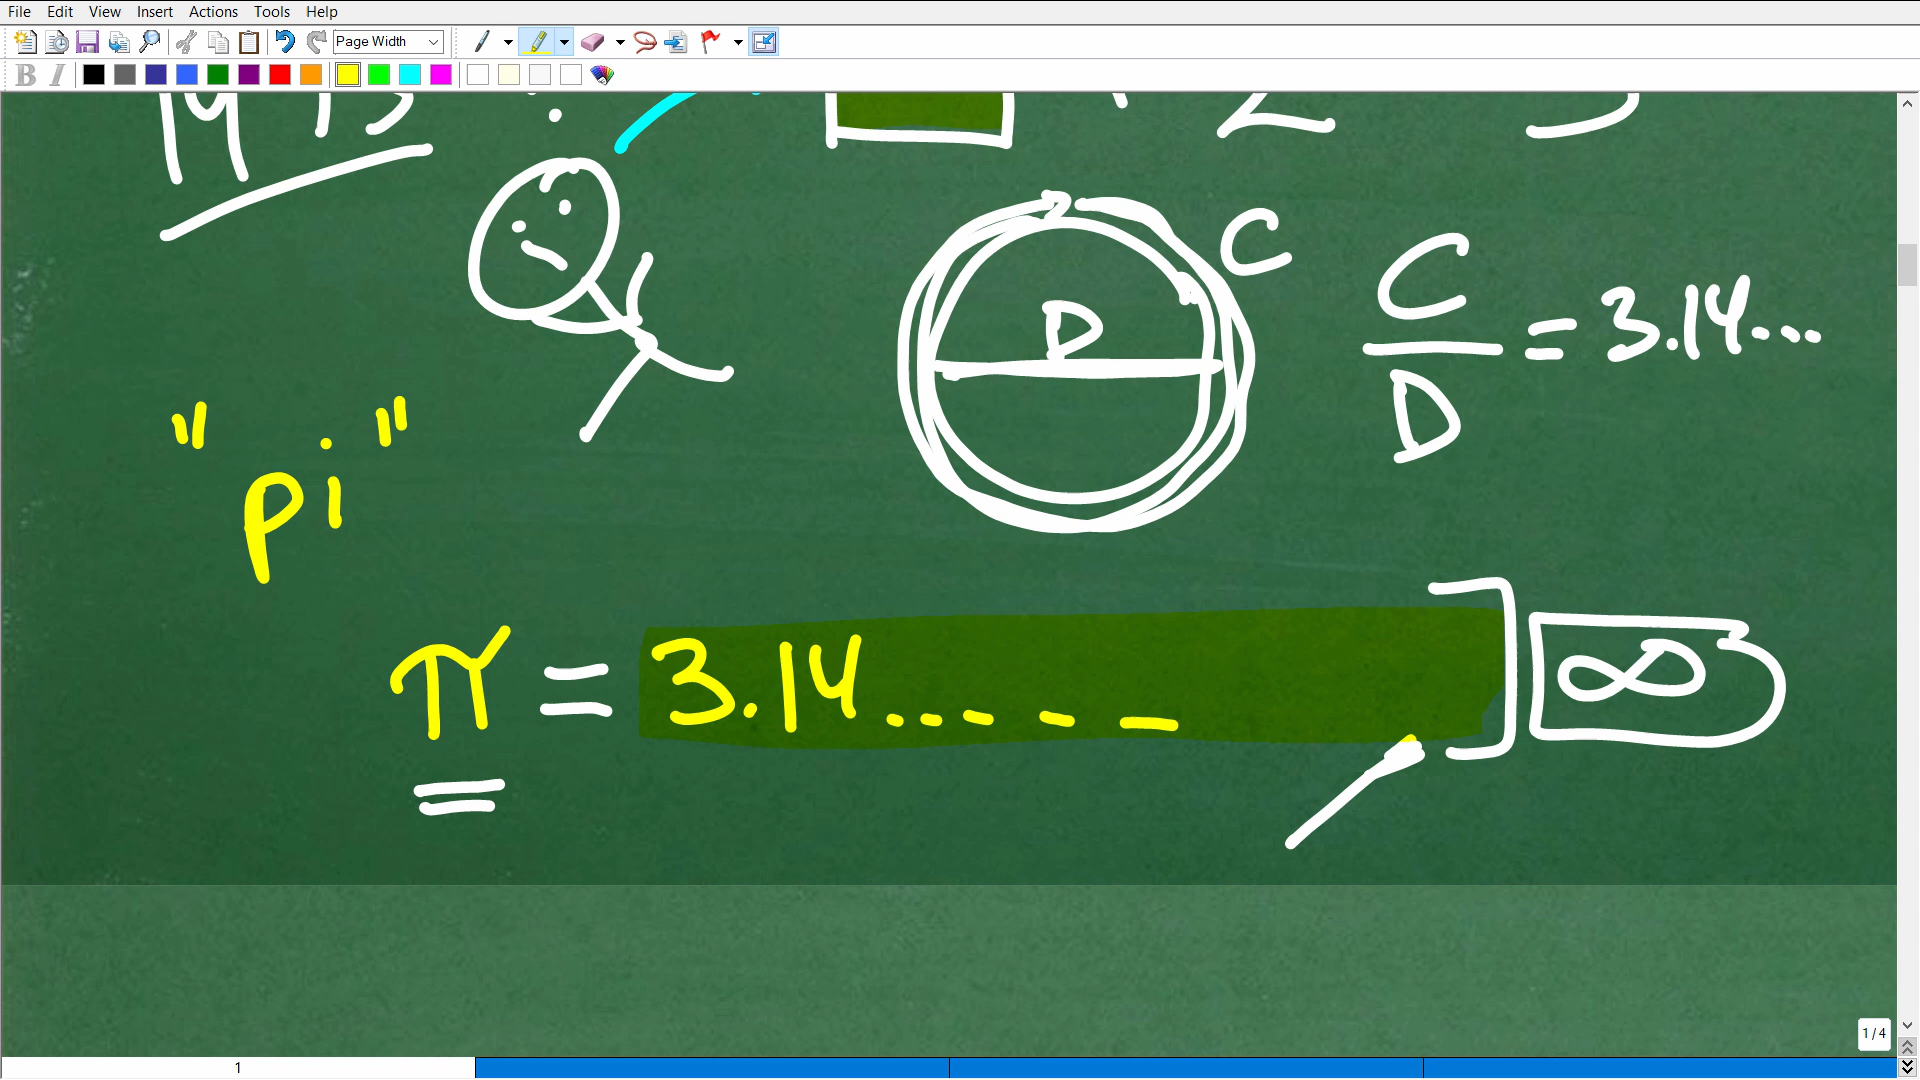 File Edit View Insert Actions Tools Help
Page Width
B I
C
D
C
D
= 3.14...
" pi "
π = 3.14... - - -
∞
1 / 4
1